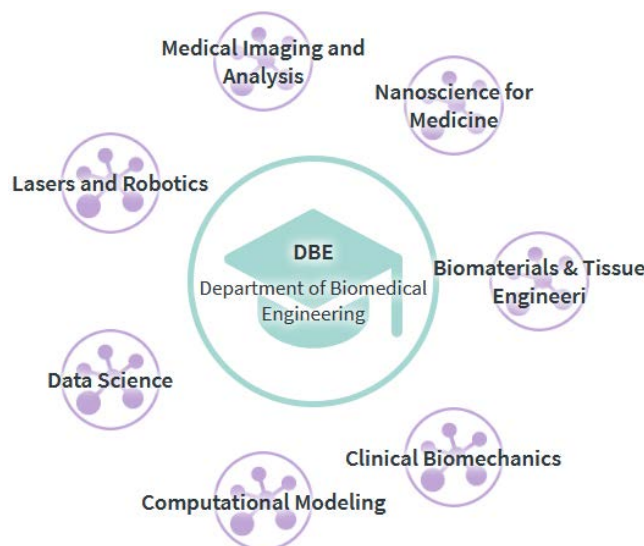 Medical Imaging and
Analysis
Nanoscience for
Medicine
Lasers and Robotics
DBE
Department of Biomedical
Engineering
Biomaterials & Tissue
Engineeri
Data Science
Clinical Biomechanics
Computational Modeling